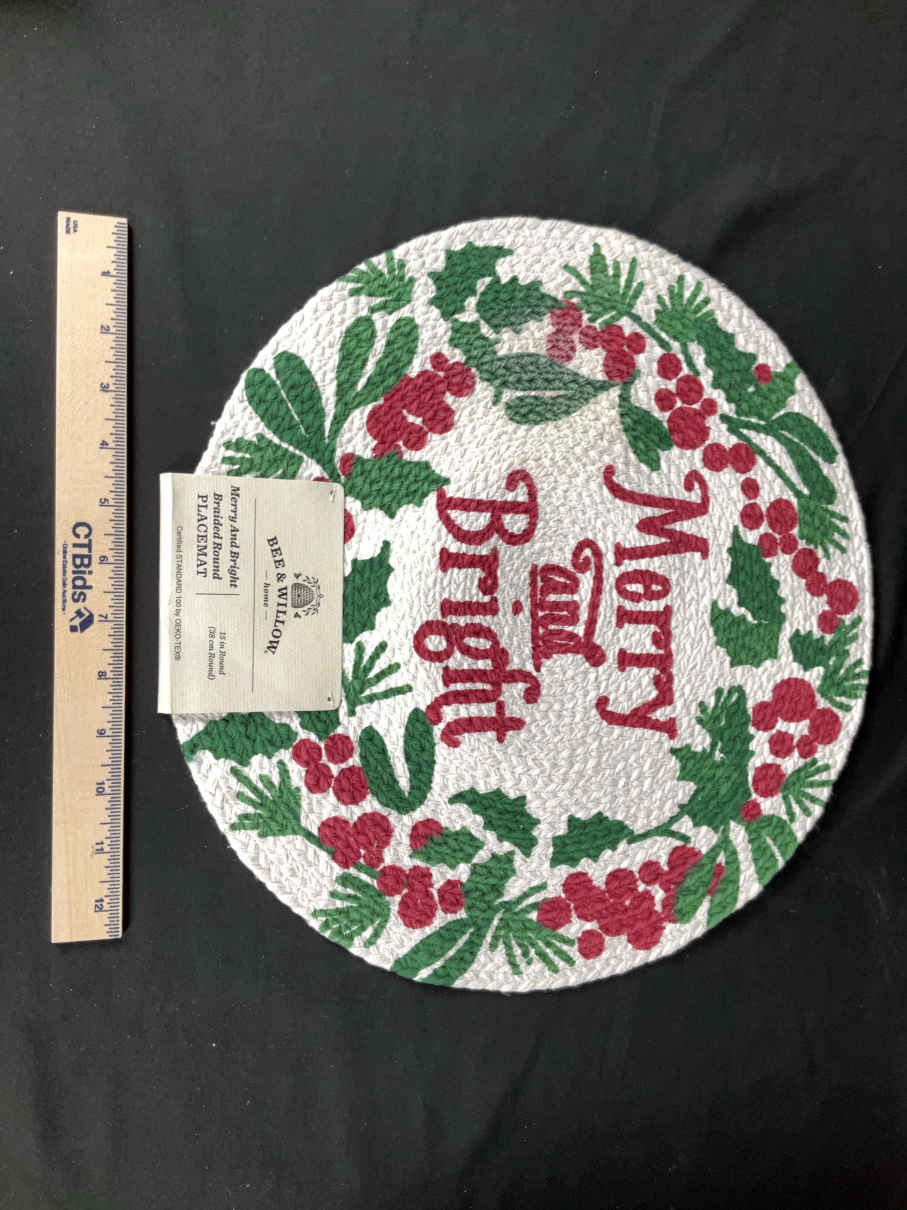 Merry
and
Bright
BEE & WILLOW
home
Merry And Bright
Braided Round
PLACEMAT
15 in Round
(38 cm Round)
Certified STANDARD 100 by OEKO-TEX®
USA
1 2 3 4 5 6 7 8 9 10 11 12
CTBids